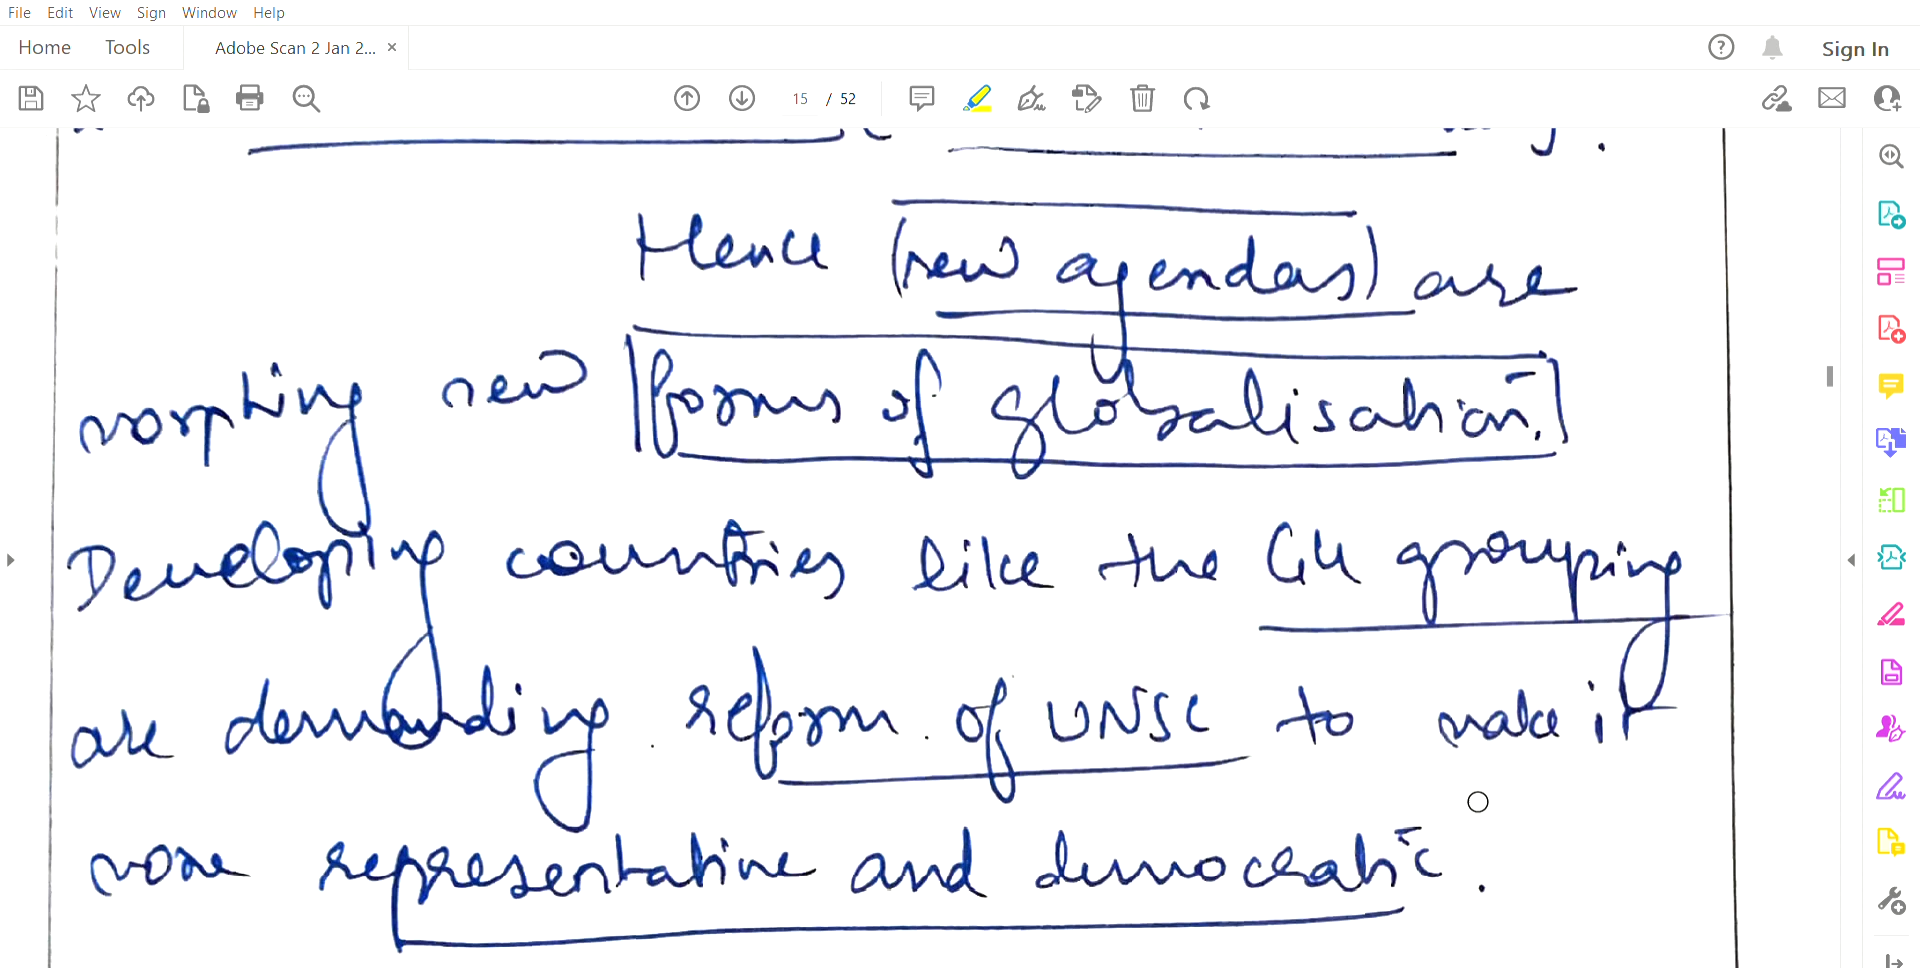 File Edit View Sign Window Help
Home Tools Adobe Scan 2 Jan 2... × Sign In
15 / 52
Hence (new agendas) are
morphing new forms of globalisation.
Developing countries like the G4 grouping
are demanding reform of UNSC to make it
more representative and democratic.